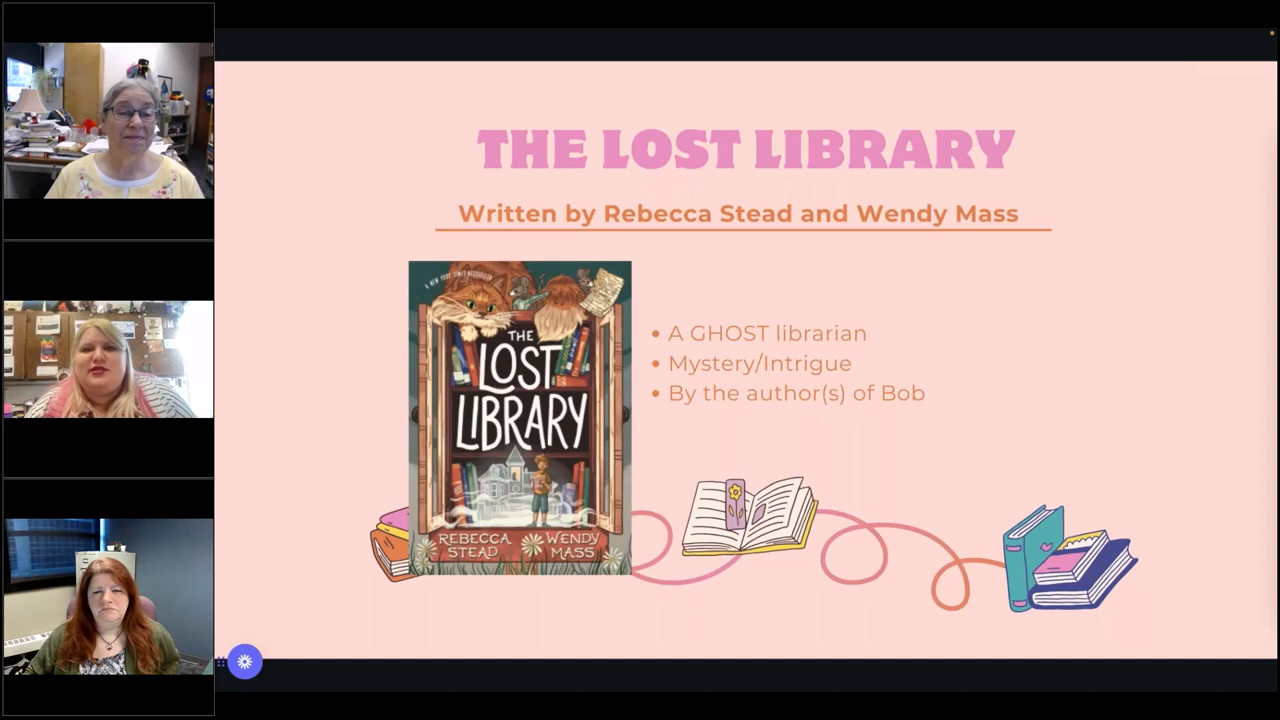 THE LOST LIBRARY
Written by Rebecca Stead and Wendy Mass
A NEW YORK TIMES BESTSELLER
THE
LOST
LIBRARY
REBECCA
STEAD
WENDY
MASS
• A GHOST librarian
• Mystery/Intrigue
• By the author(s) of Bob